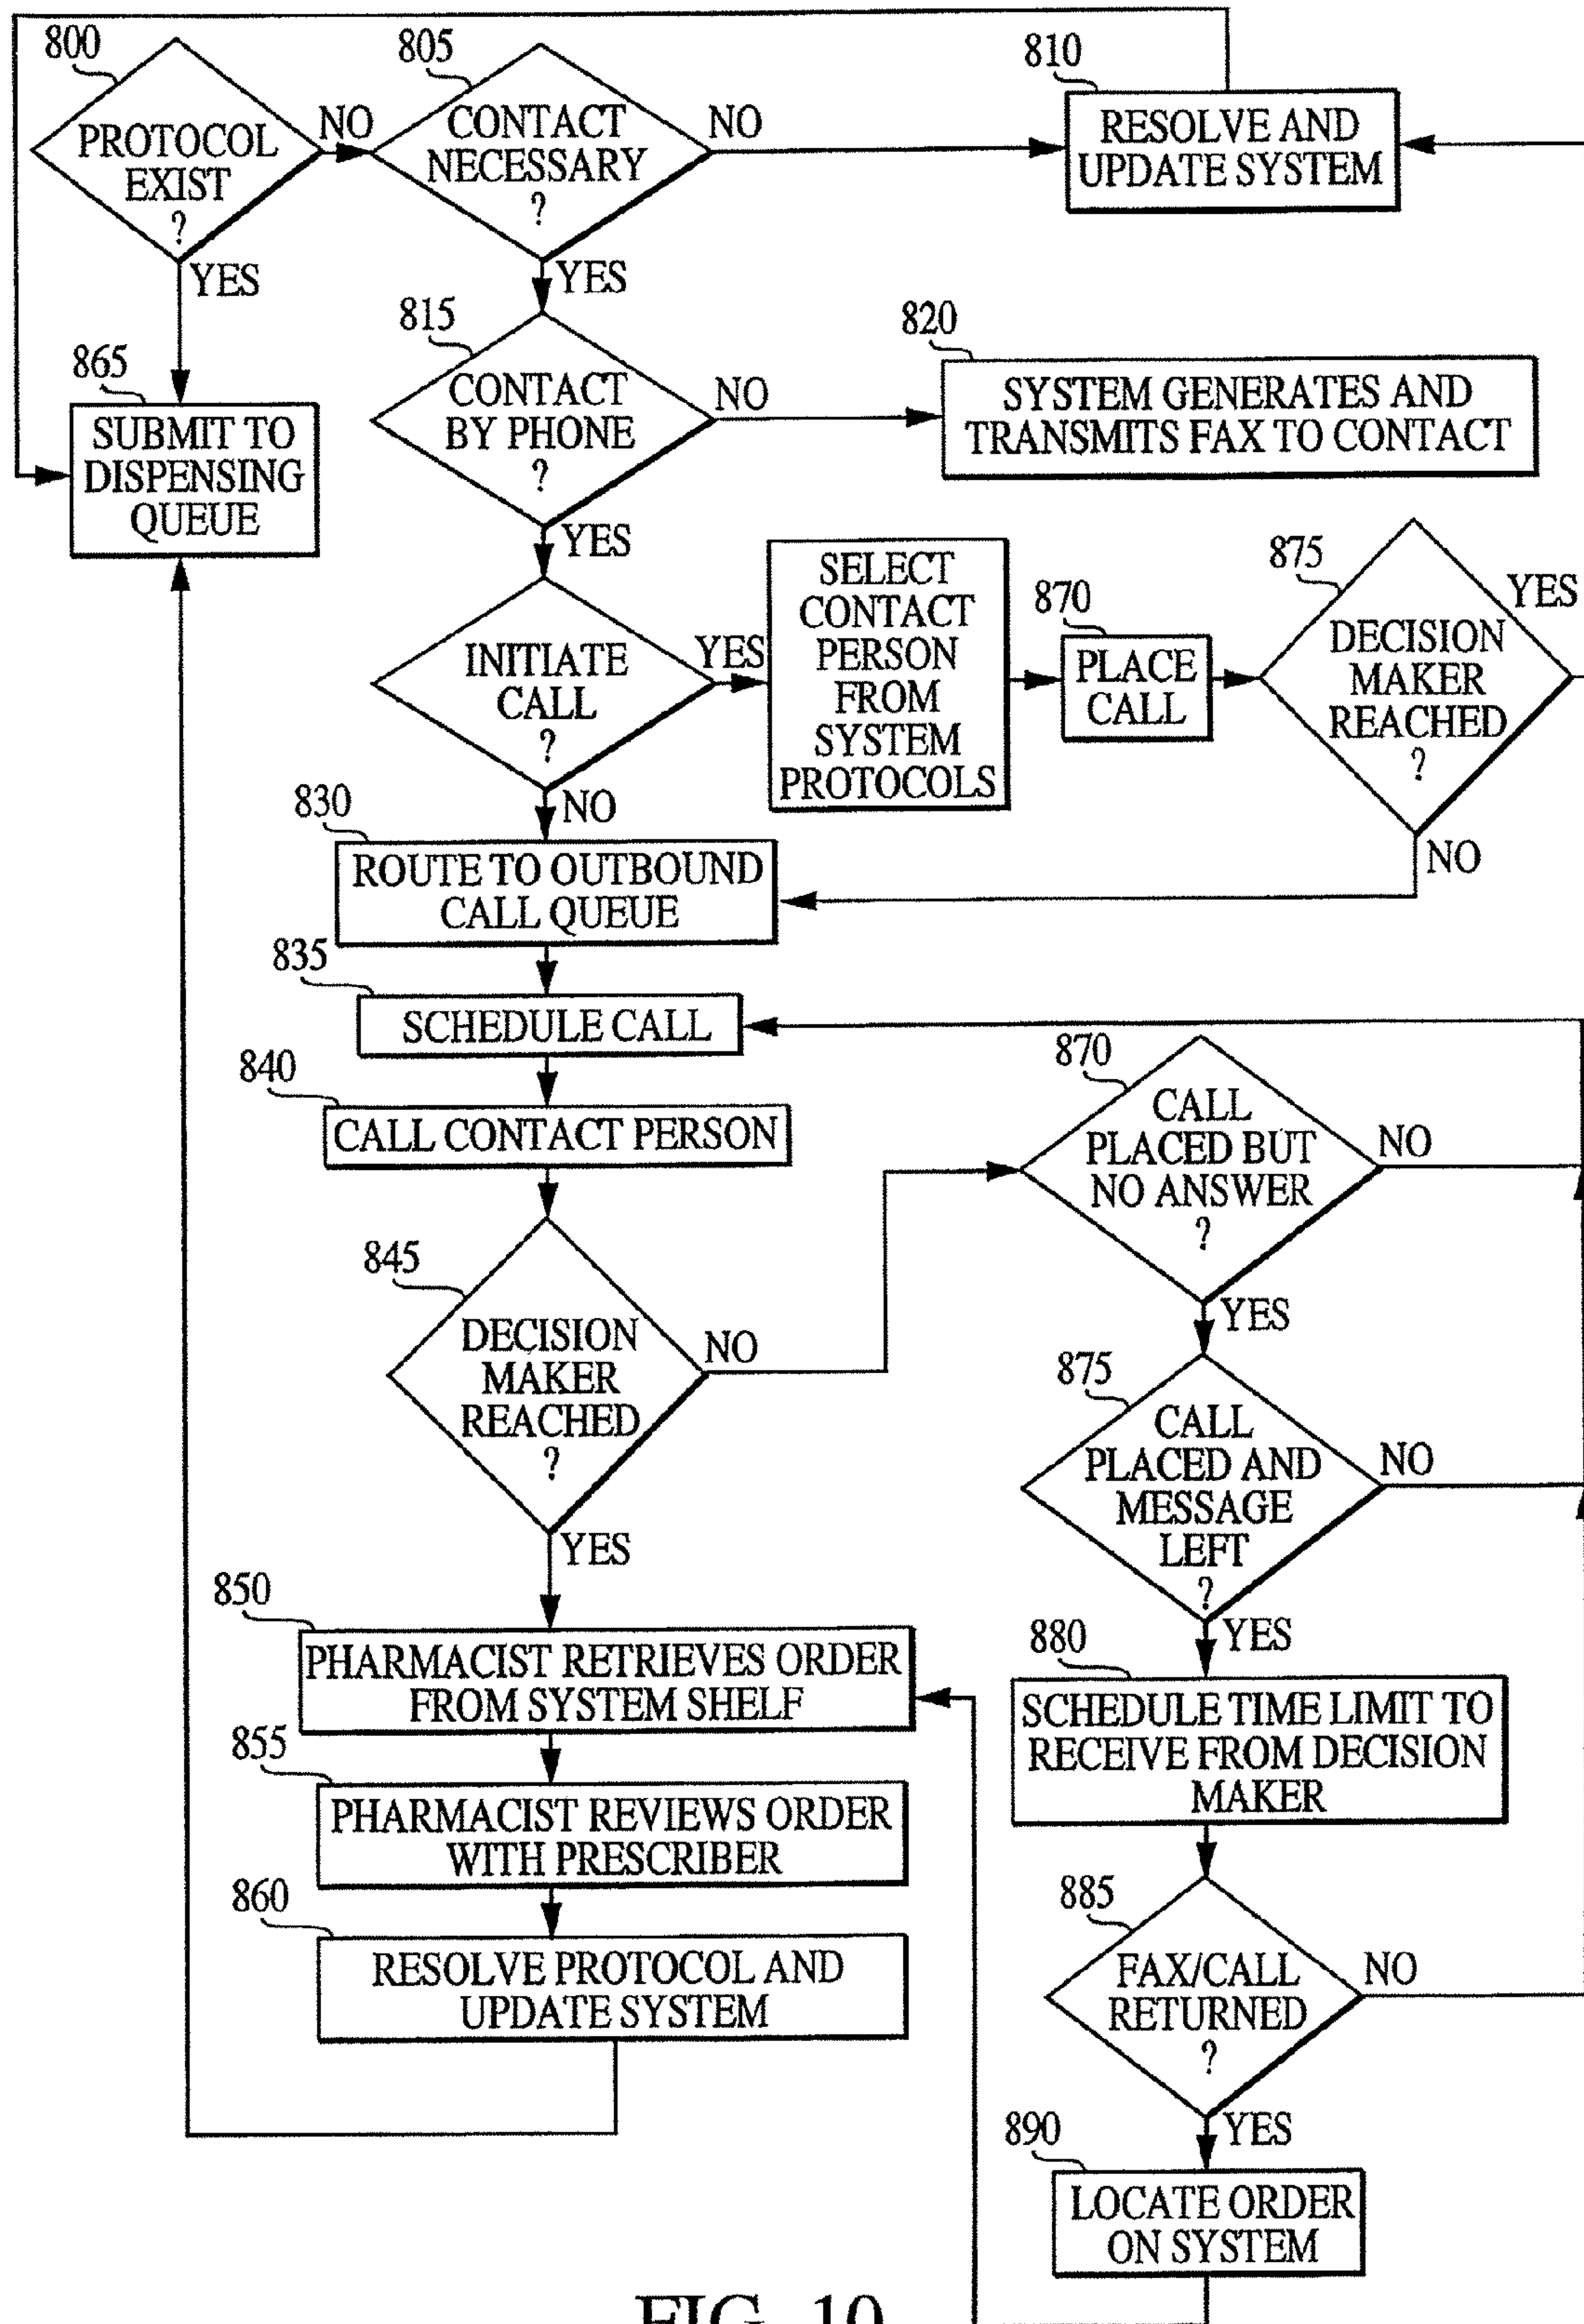 800
PROTOCOL
EXIST
?
NO
YES
805
CONTACT
NECESSARY
?
NO
YES
810
RESOLVE AND
UPDATE SYSTEM
815
CONTACT
BY PHONE
?
NO
YES
820
SYSTEM GENERATES AND
TRANSMITS FAX TO CONTACT
865
SUBMIT TO
DISPENSING
QUEUE
INITIATE
CALL
?
YES
NO
SELECT
CONTACT
PERSON
FROM
SYSTEM
PROTOCOLS
870
PLACE
CALL
875
DECISION
MAKER
REACHED
?
YES
NO
830
ROUTE TO OUTBOUND
CALL QUEUE
835
SCHEDULE CALL
840
CALL CONTACT PERSON
845
DECISION
MAKER
REACHED
?
NO
YES
870
CALL
PLACED BUT
NO ANSWER
?
NO
YES
875
CALL
PLACED AND
MESSAGE
LEFT
?
NO
YES
850
PHARMACIST RETRIEVES ORDER
FROM SYSTEM SHELF
855
PHARMACIST REVIEWS ORDER
WITH PRESCRIBER
860
RESOLVE PROTOCOL AND
UPDATE SYSTEM
880
SCHEDULE TIME LIMIT TO
RECEIVE FROM DECISION
MAKER
885
FAX/CALL
RETURNED
?
NO
YES
890
LOCATE ORDER
ON SYSTEM
FIG. 10